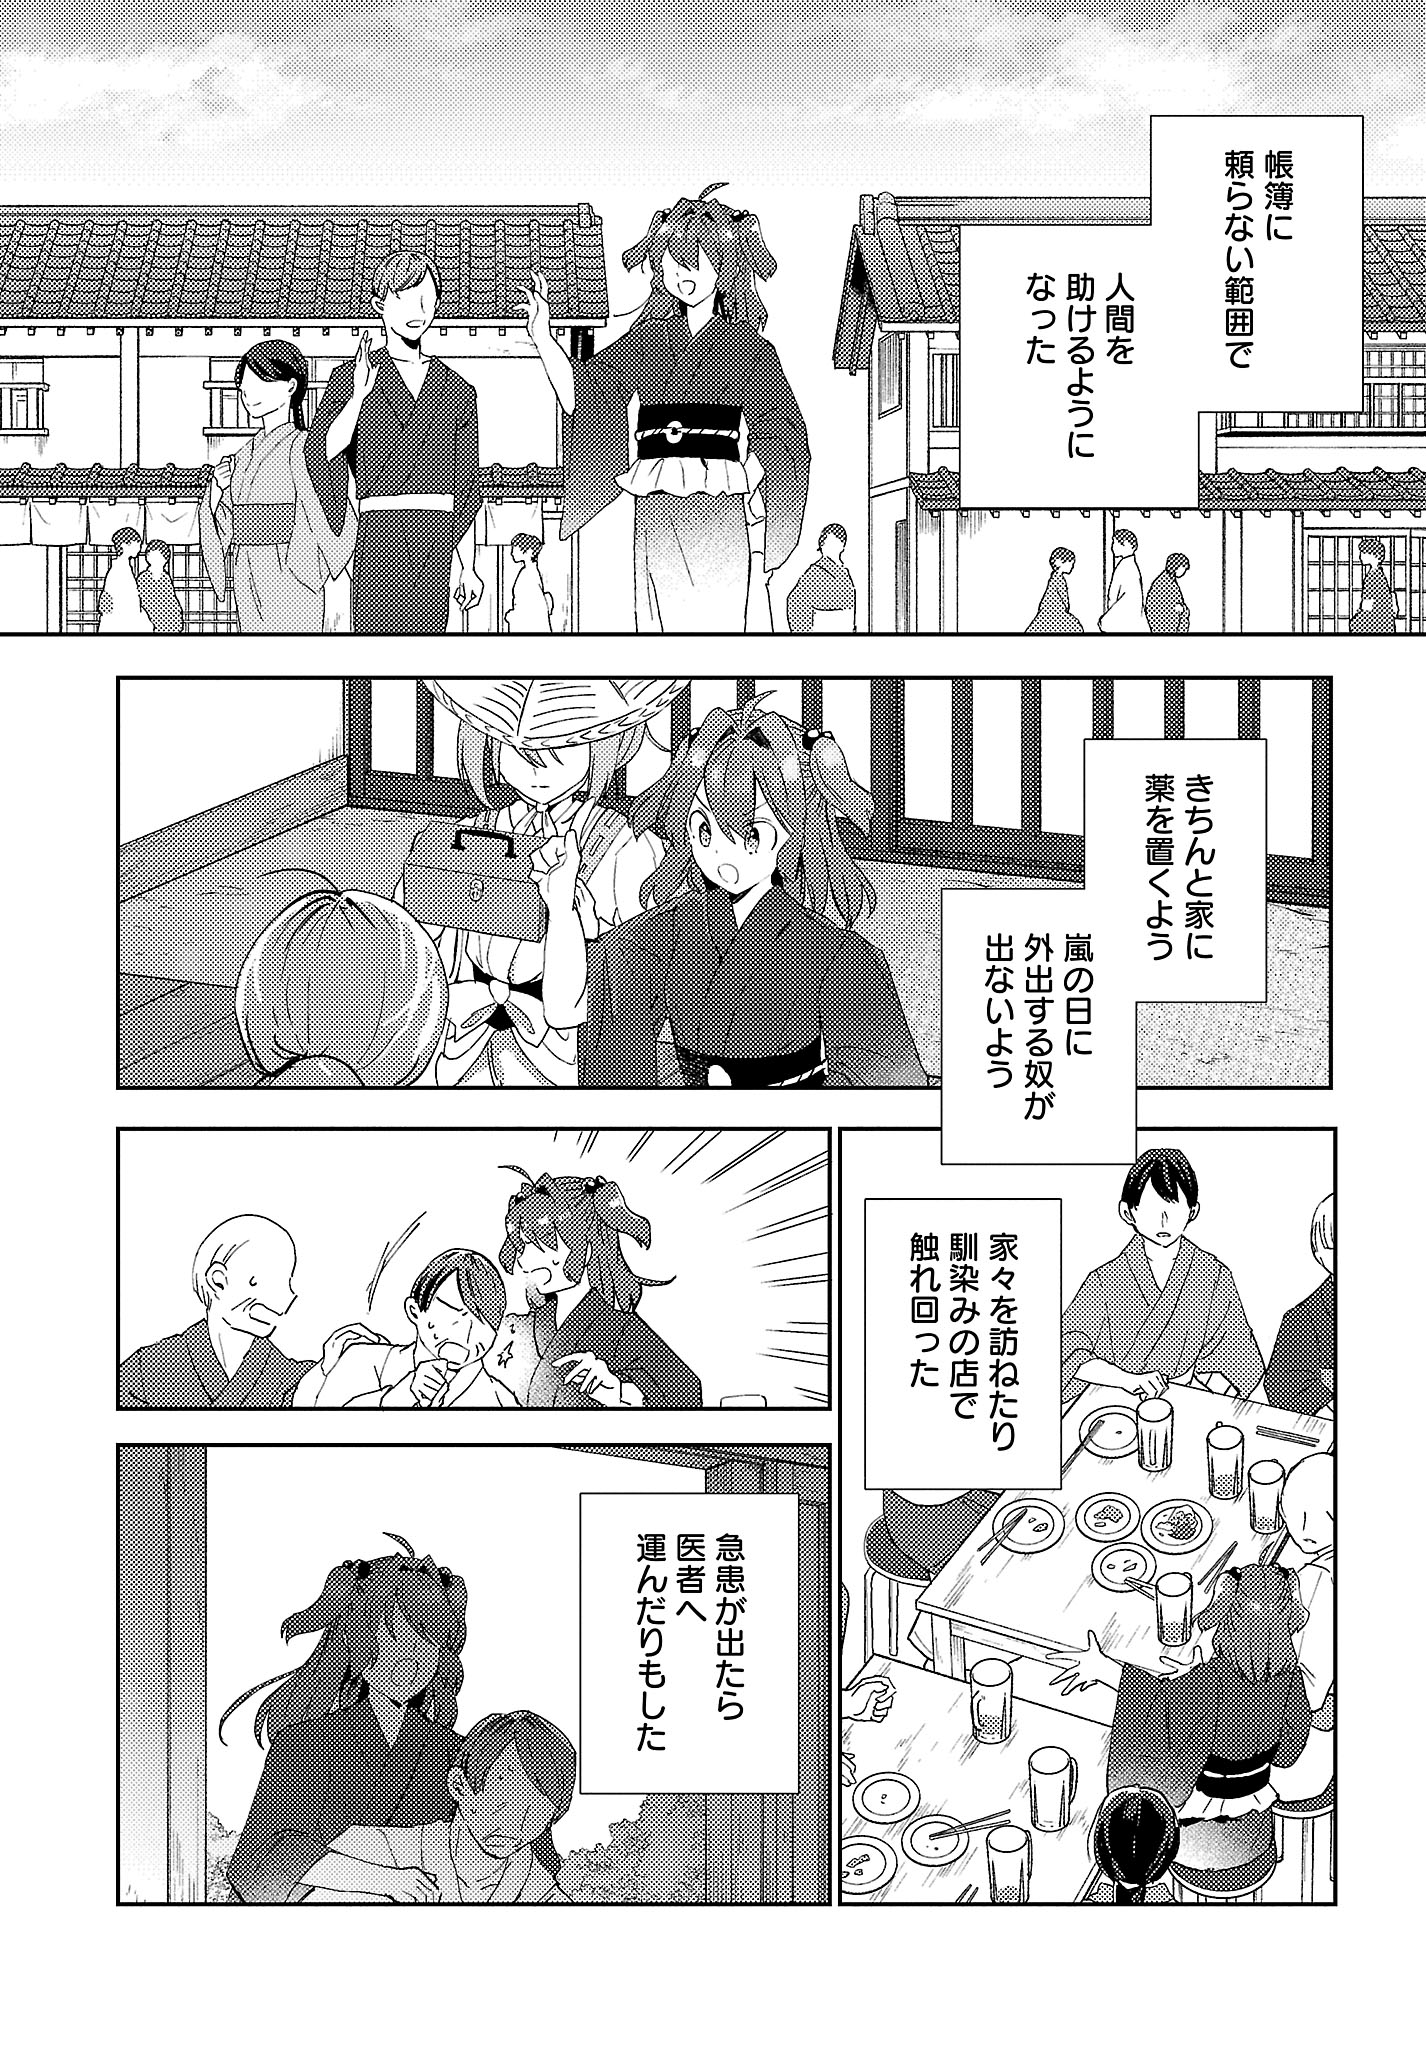 帳簿に
頼らない範囲で
人間を
助けるように
なった
きちんと家に
薬を置くよう
嵐の日に
外出する奴が
出ないよう
家々を訪ねたり
馴染みの店で
触れ回った
急患が出たら
医者へ
運んだりもした